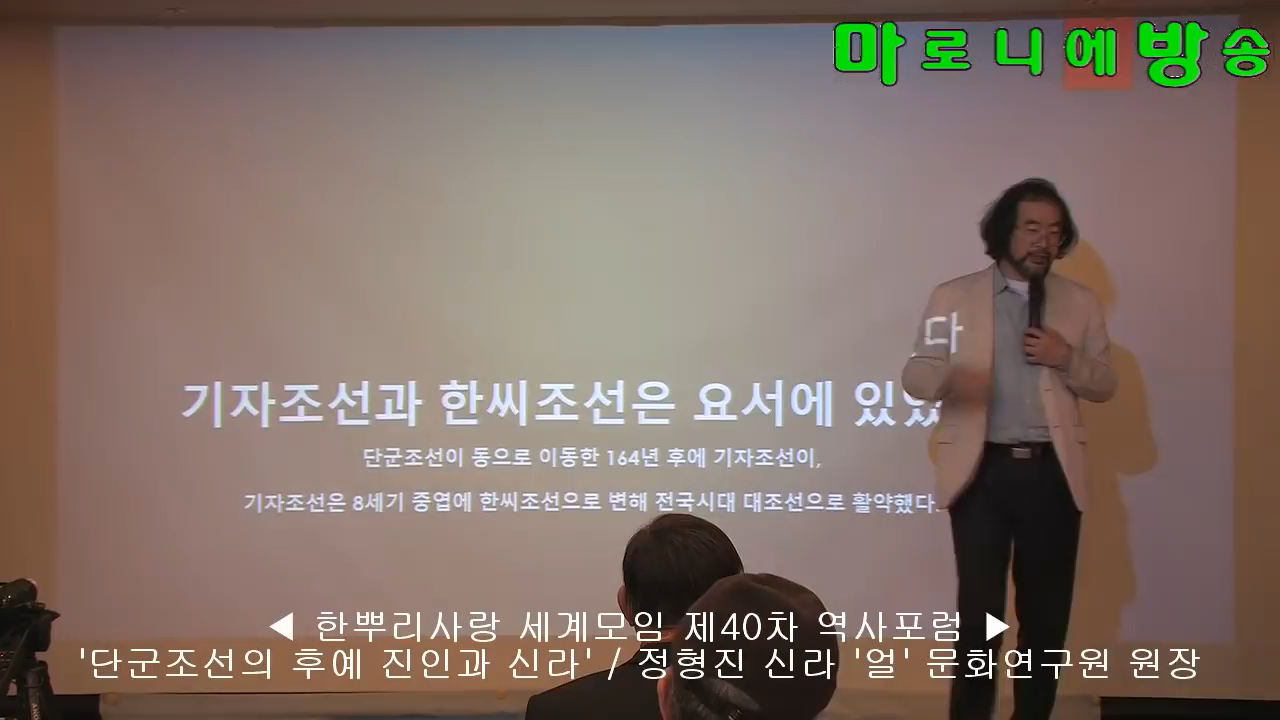 마로니에방송
기자조선과 한씨조선은 요서에 있었다
단군조선이 동으로 이동한 164년 후에 기자조선이,
기자조선은 8세기 중엽에 한씨조선으로 변해 전국시대 대조선으로 활약했다.
◀ 한뿌리사랑 세계모임 제40차 역사포럼 ▶
'단군조선의 후예 진인과 신라' / 정형진 신라 '얼' 문화연구원 원장